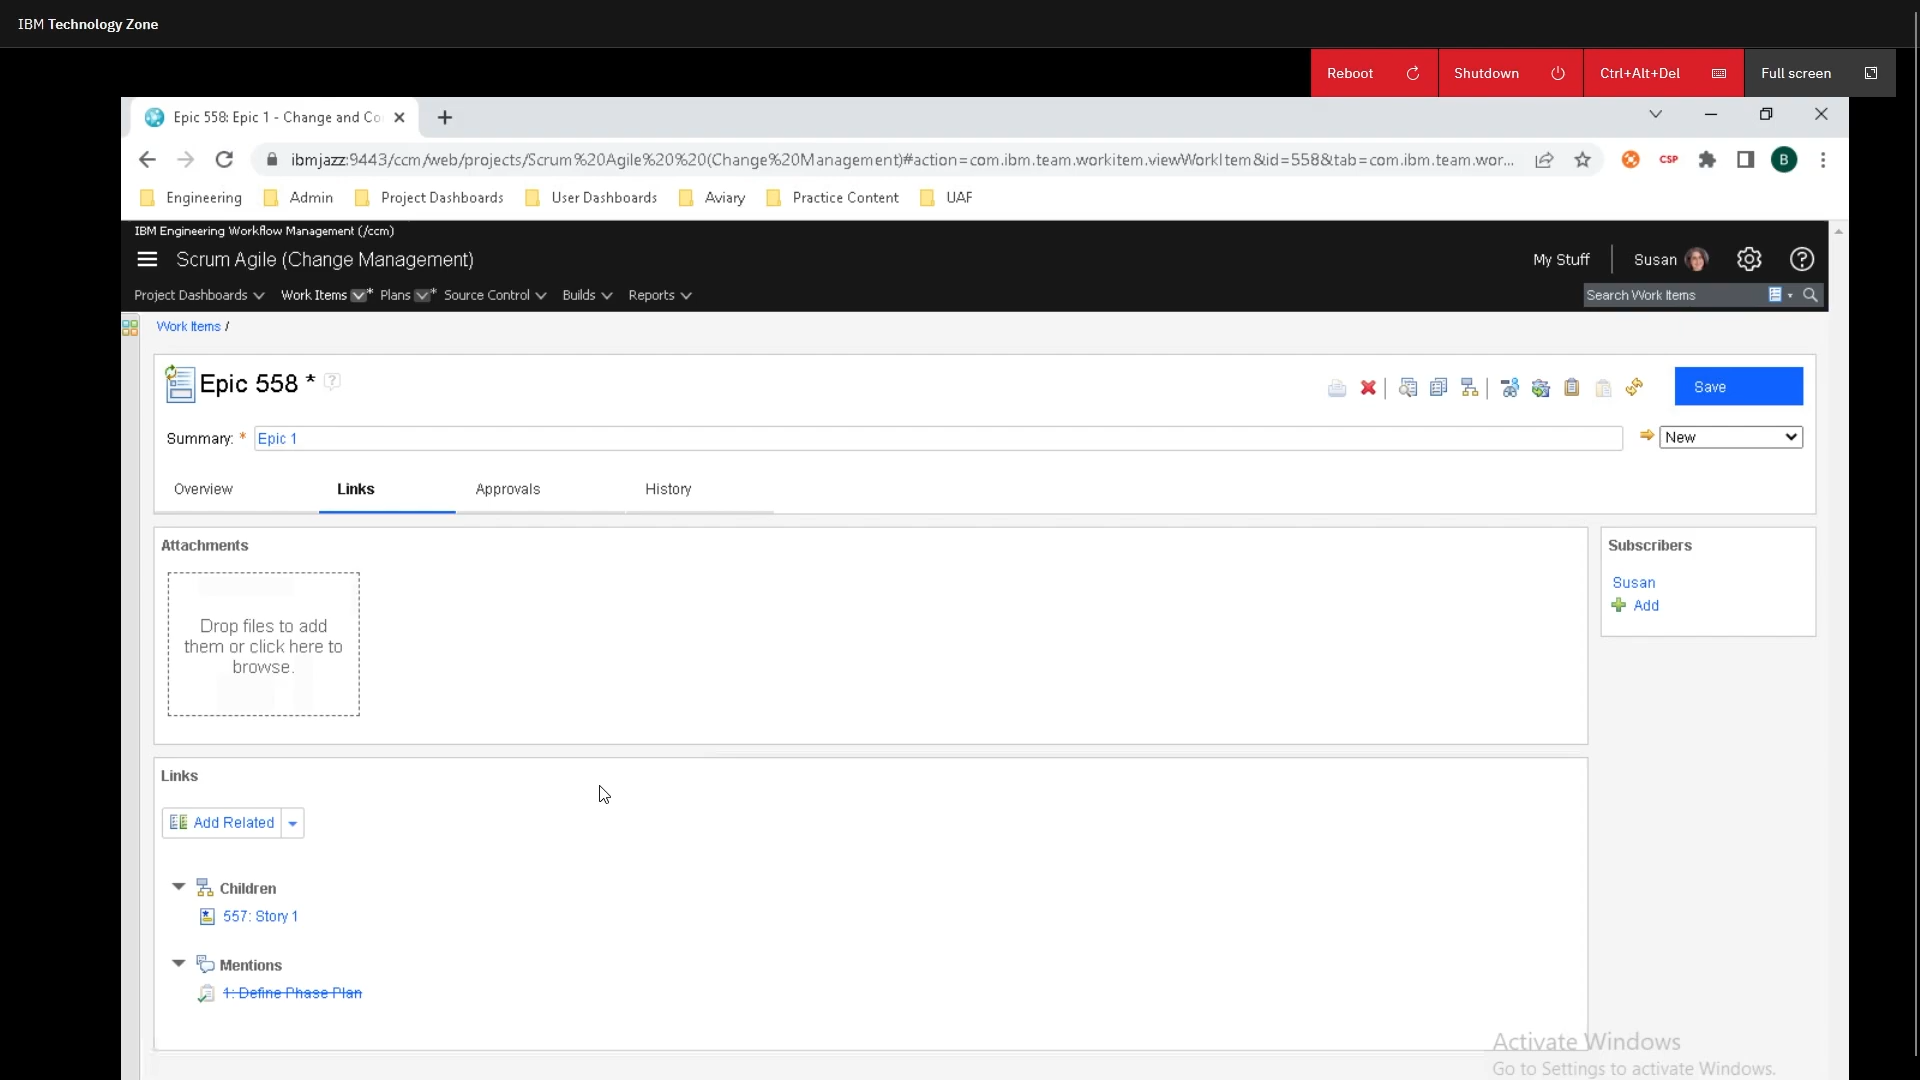 IBM Technology Zone
Reboot
Shutdown
Ctrl+Alt+Del
Full screen
Epic 558: Epic 1 - Change and Co
ibmjazz:9443/ccm/web/projects/Scrum%20Agile%20%20(Change%20Management)#action=com.ibm.team.workitem.viewWorkItem&id=558&tab=com.ibm.team.wor...
CSP
B
Engineering
Admin
Project Dashboards
User Dashboards
Aviary
Practice Content
UAF
IBM Engineering Workflow Management (/ccm)
Scrum Agile (Change Management)
My Stuff
Susan
Project Dashboards
Work Items
Plans
Source Control
Builds
Reports
Search Work Items
Work Items /
Epic 558 *
Save
Summary: *
Epic 1
New
Overview
Links
Approvals
History
Attachments
Drop files to add
them or click here to
browse.
Subscribers
Susan
Add
Links
Add Related
Children
557: Story 1
Mentions
1: Define Phase Plan
Activate Windows
Go to Settings to activate Windows.